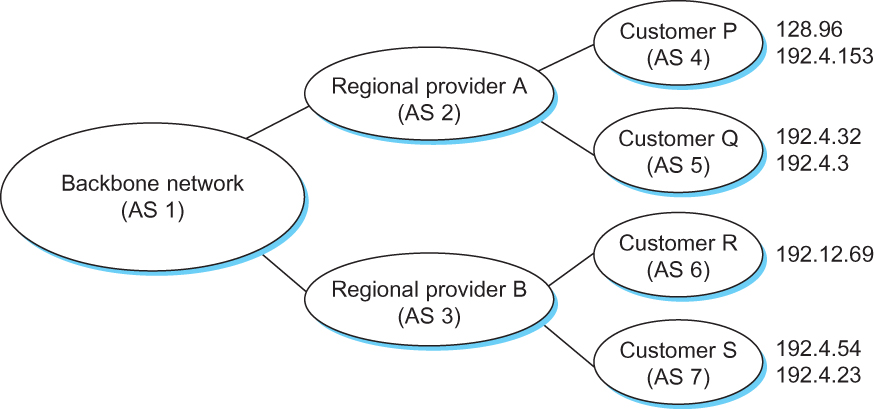 Backbone network
(AS 1)
Regional provider A
(AS 2)
Regional provider B
(AS 3)
Customer P
(AS 4)
128.96
192.4.153
Customer Q
(AS 5)
192.4.32
192.4.3
Customer R
(AS 6)
192.12.69
Customer S
(AS 7)
192.4.54
192.4.23